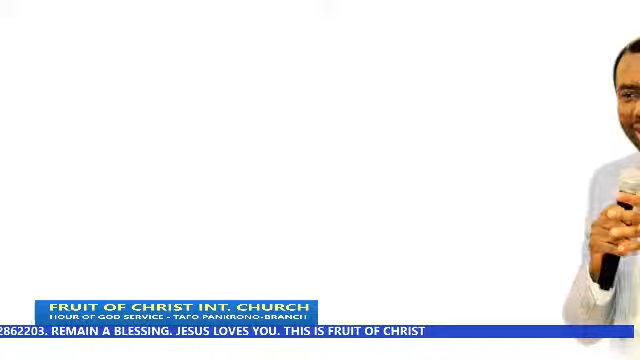 FRUIT OF CHRIST INT. CHURCH
HOUR OF GOD SERVICE - TAFO PANKRONO-BRANCH
2862203. REMAIN A BLESSING. JESUS LOVES YOU. THIS IS FRUIT OF CHRIST